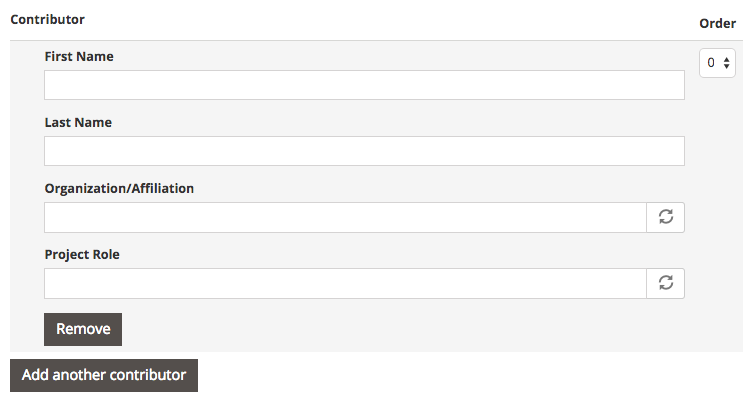 Contributor
Order
First Name
0
Last Name
Organization/Affiliation
Project Role
Remove
Add another contributor